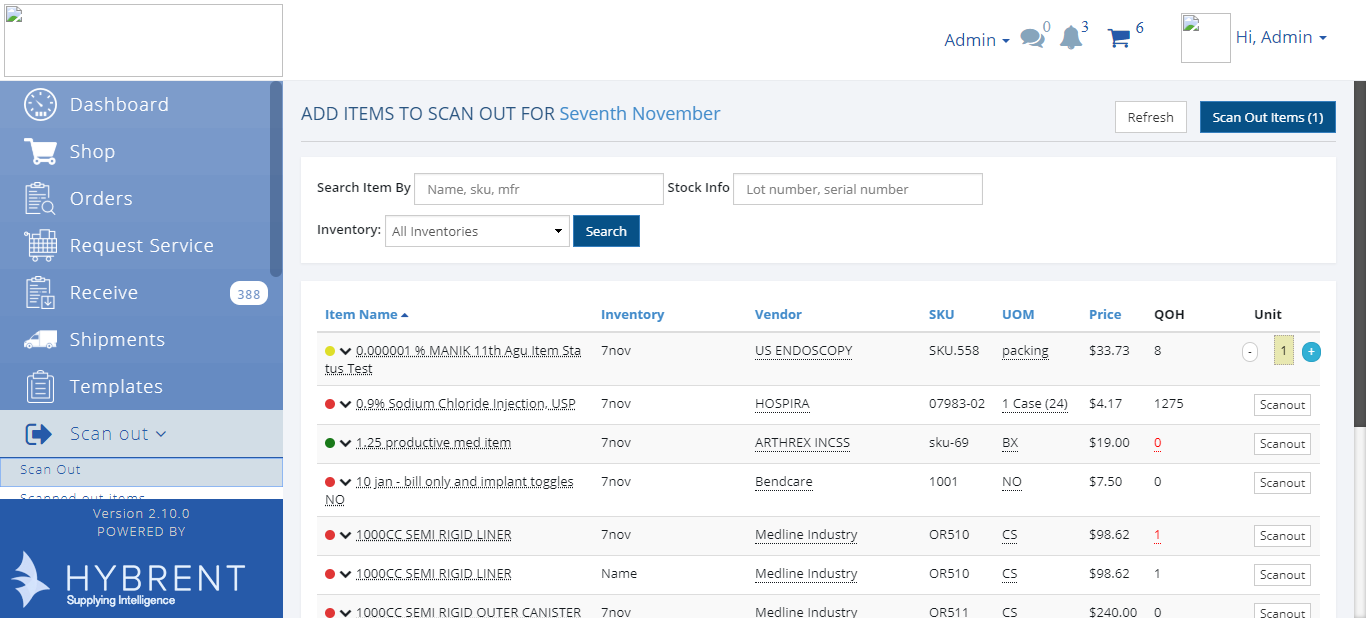 Admin 0 3 6 Hi, Admin
Dashboard
Shop
Orders
Request Service
Receive 388
Shipments
Templates
Scan out
Scan Out
Scanned out items
Version 2.10.0
POWERED BY
HYBRENT
Supplying Intelligence
ADD ITEMS TO SCAN OUT FOR Seventh November
Refresh Scan Out Items (1)
Search Item By Name, sku, mfr Stock Info Lot number, serial number
Inventory: All Inventories Search
Item Name Inventory Vendor SKU UOM Price QOH Unit
0.000001 % MANIK 11th Agu Item Sta 7nov US ENDOSCOPY SKU.558 packing $33.73 8 - 1 +
tus Test
0.9% Sodium Chloride Injection, USP 7nov HOSPIRA 07983-02 1 Case (24) $4.17 1275 Scanout
1.25 productive med item 7nov ARTHREX INCSS sku-69 BX $19.00 0 Scanout
10 jan - bill only and implant toggles 7nov Bendcare 1001 NO $7.50 0 Scanout
NO
1000CC SEMI RIGID LINER 7nov Medline Industry OR510 CS $98.62 1 Scanout
1000CC SEMI RIGID LINER Name Medline Industry OR510 CS $98.62 1 Scanout
1000CC SEMI RIGID OUTER CANISTER 7nov Medline Industry OR511 CS $240.00 0 Scanout